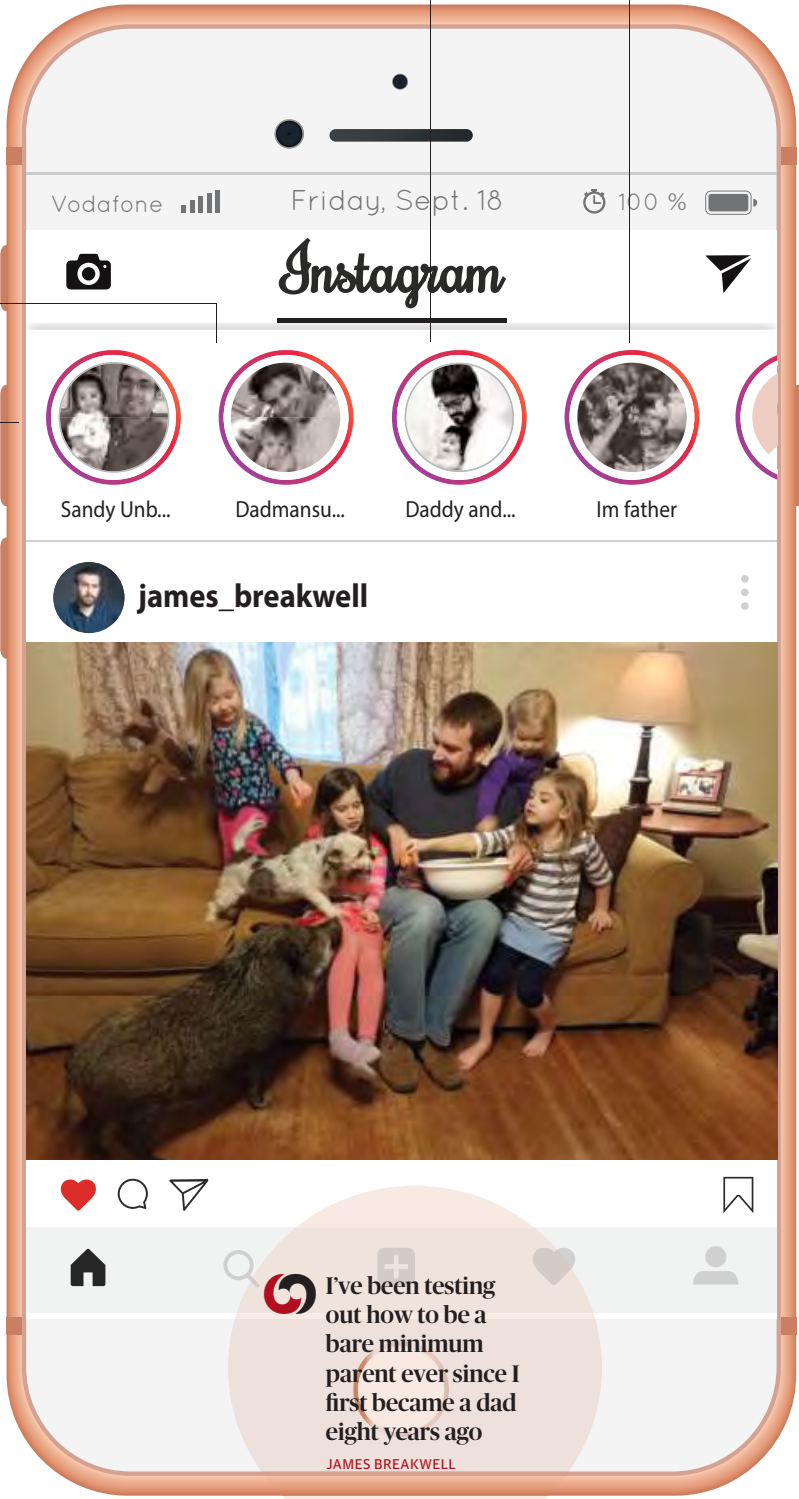 Vodafone Friday, Sept. 18 100 %
Instagram
Sandy Unb... Dadmansu... Daddy and... Im father
james_breakwell
I've been testing
out how to be a
bare minimum
parent ever since I
first became a dad
eight years ago
JAMES BREAKWELL